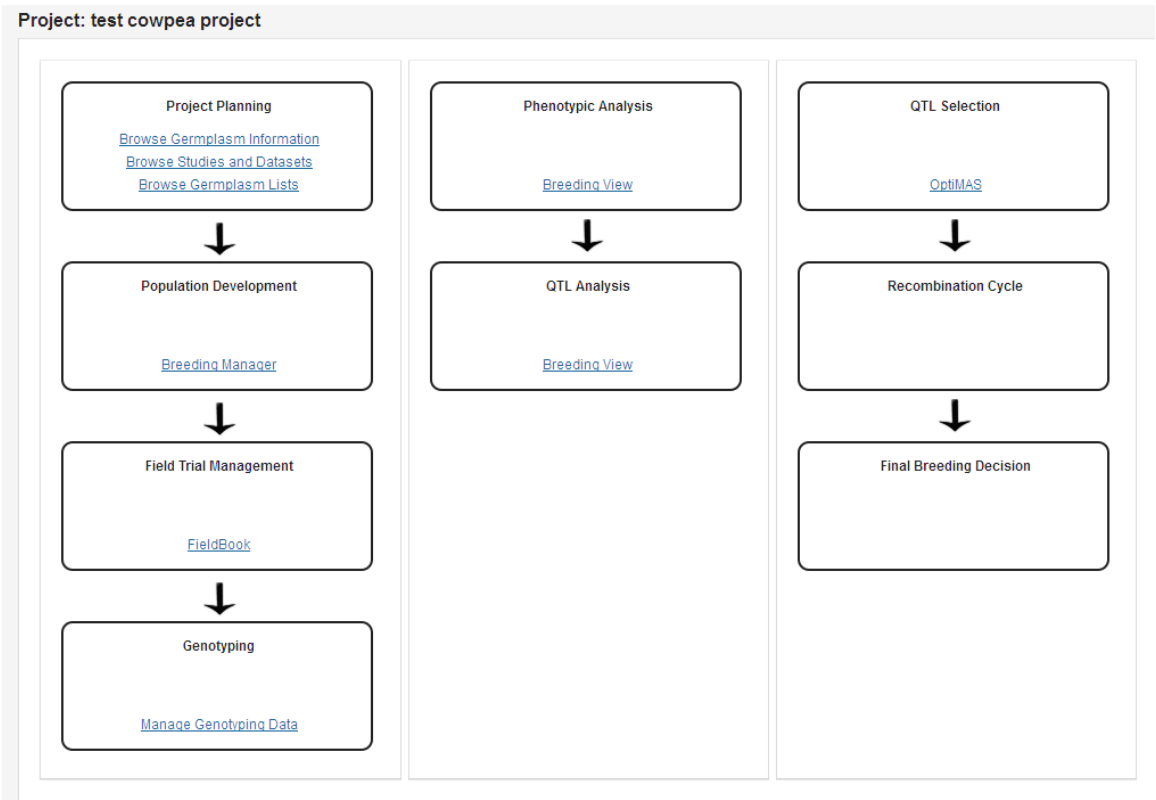 Project: test cowpea project
Project Planning
Browse Germplasm Information
Browse Studies and Datasets
Browse Germplasm Lists
Population Development
Breeding Manager
Field Trial Management
FieldBook
Genotyping
Manage Genotyping Data
Phenotypic Analysis
Breeding View
QTL Analysis
Breeding View
QTL Selection
OptiMAS
Recombination Cycle
Final Breeding Decision